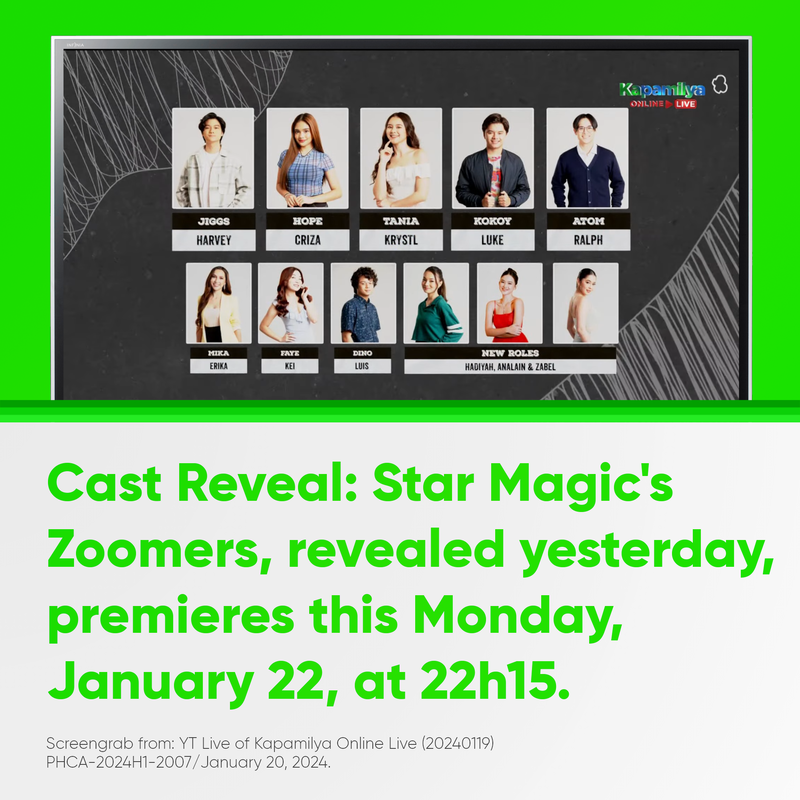 Kapamilya
ONLINE LIVE
JIGGS
HARVEY
HOPE
CRIZA
TANIA
KRYSTL
KOKOY
LUKE
ATOM
RALPH
MIKA
ERIKA
FAYE
KEI
DINO
LUIS
NEW ROLES
HADIYAH, ANALAIN & ZABEL
Cast Reveal: Star Magic's
Zoomers, revealed yesterday,
premieres this Monday,
January 22, at 22h15.
Screengrab from: YT Live of Kapamilya Online Live (20240119)
PHCA-2024H1-2007/January 20, 2024.